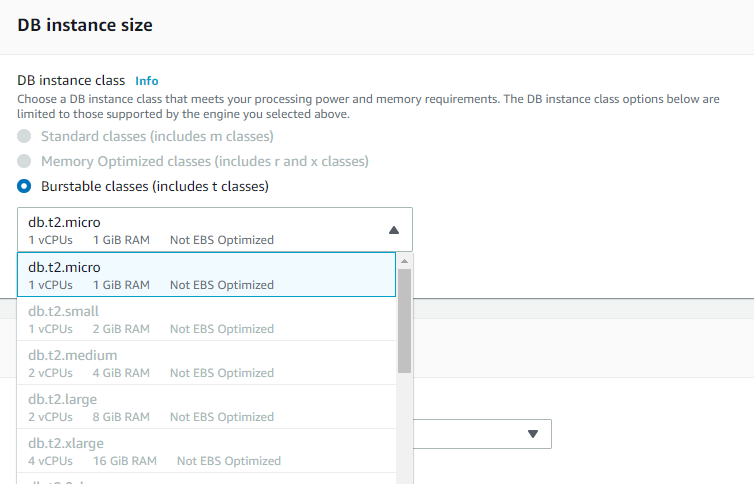 DB instance size
DB instance class Info
Choose a DB instance class that meets your processing power and memory requirements. The DB instance class options below are
limited to those supported by the engine you selected above.
Standard classes (includes m classes)
Memory Optimized classes (includes r and x classes)
Burstable classes (includes t classes)
db.t2.micro
1 vCPUs 1 GiB RAM Not EBS Optimized
db.t2.micro
1 vCPUs 1 GiB RAM Not EBS Optimized
db.t2.small
1 vCPUs 2 GiB RAM Not EBS Optimized
db.t2.medium
2 vCPUs 4 GiB RAM Not EBS Optimized
db.t2.large
2 vCPUs 8 GiB RAM Not EBS Optimized
db.t2.xlarge
4 vCPUs 16 GiB RAM Not EBS Optimized